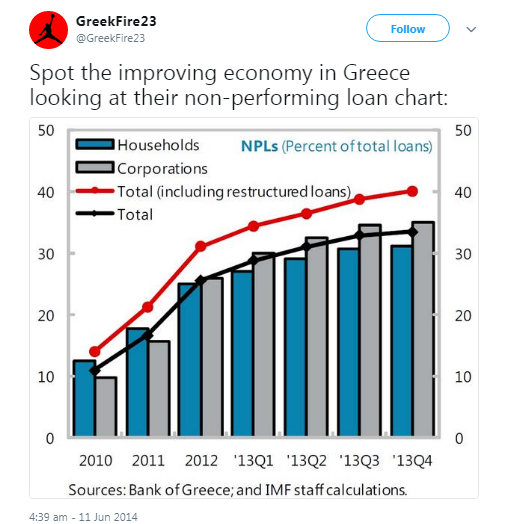 GreekFire23
@GreekFire23
Follow
Spot the improving economy in Greece
looking at their non-performing loan chart:
50
50
Households
NPLs (Percent of total loans)
Corporations
40
Total (including restructured loans)
40
Total
30
30
20
20
10
10
0
0
2010 2011 2012 '13Q1 '13Q2 '13Q3 '13Q4
Sources: Bank of Greece; and IMF staff calculations.
4:39 am - 11 Jun 2014